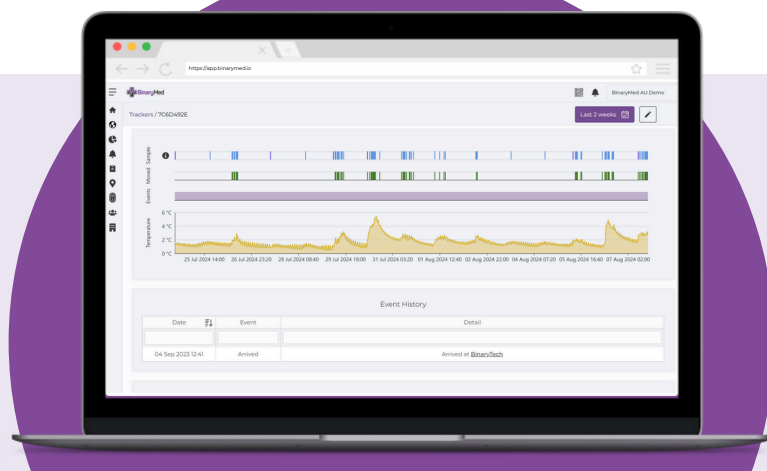 https://app.binarymed.io
BinaryMed
BinaryMed AU Demo
Trackers / 7C6D492E
Last 2 weeks
Sample
Moved
Events
Temperature
6 °C
4 °C
2 °C
0 °C
25 Jul 2024 14:00 26 Jul 2024 23:20 28 Jul 2024 08:40 29 Jul 2024 18:00 31 Jul 2024 03:20 01 Aug 2024 12:40 02 Aug 2024 22:00 04 Aug 2024 07:20 05 Aug 2024 16:40 07 Aug 2024 02:00
Event History
Date Event Detail
04 Sep 2023 12:41 Arrived Arrived at BinaryTech